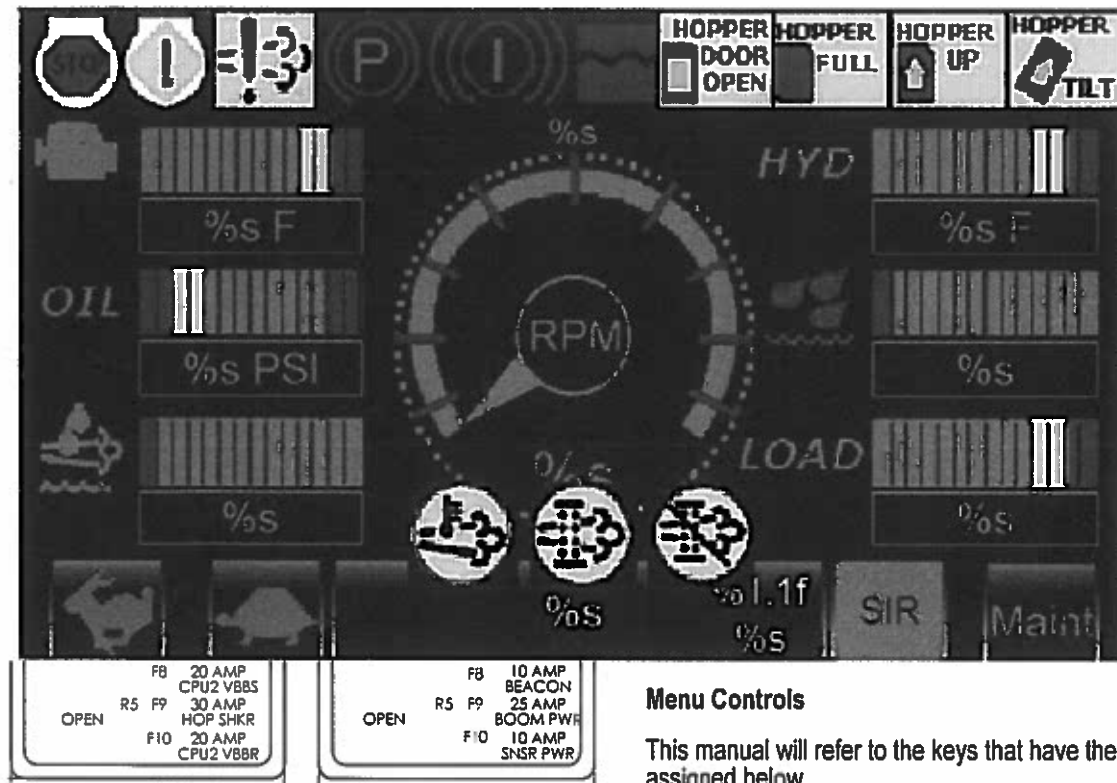 STOP
HOPPER DOOR OPEN
HOPPER FULL
HOPPER UP
HOPPER TILT
P
%s
HYD
%s F
%s F
OIL
RPM
%s PSI
%s
%s
LOAD
%s
%s
%s
%1.1f
%s
SIR
Maint
F8 20 AMP
CPU2 VBBS
R5 F9 30 AMP
OPEN HOP SHKR
F10 20 AMP
CPU2 VBBR
F8 10 AMP
BEACON
R5 F9 25 AMP
OPEN BOOM PWR
F10 10 AMP
SNSR PWR
Menu Controls
This manual will refer to the keys that have the
assigned below